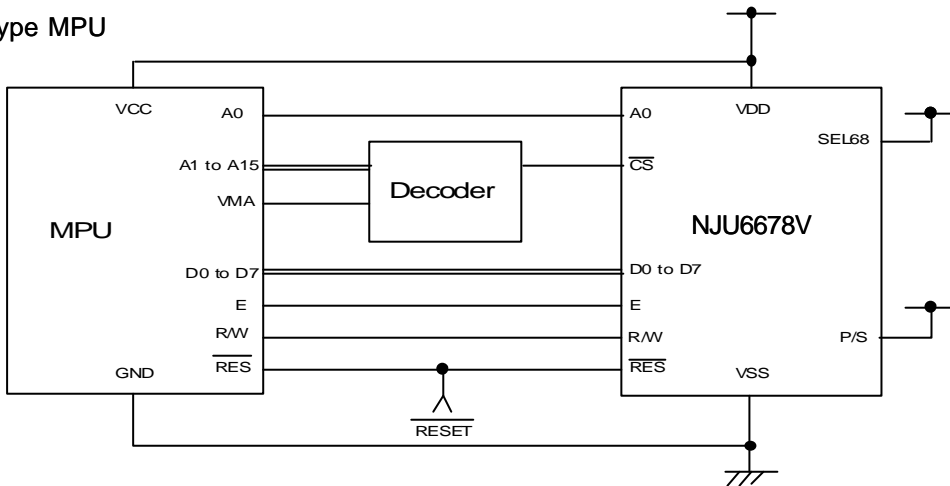 ype MPU
VCC
A0
A1 to A15
VMA
MPU
D0 to D7
E
R/W
RES
GND
Decoder
RESET
A0
VDD
SEL68
CS
NJU6678V
D0 to D7
E
R/W
P/S
RES
VSS